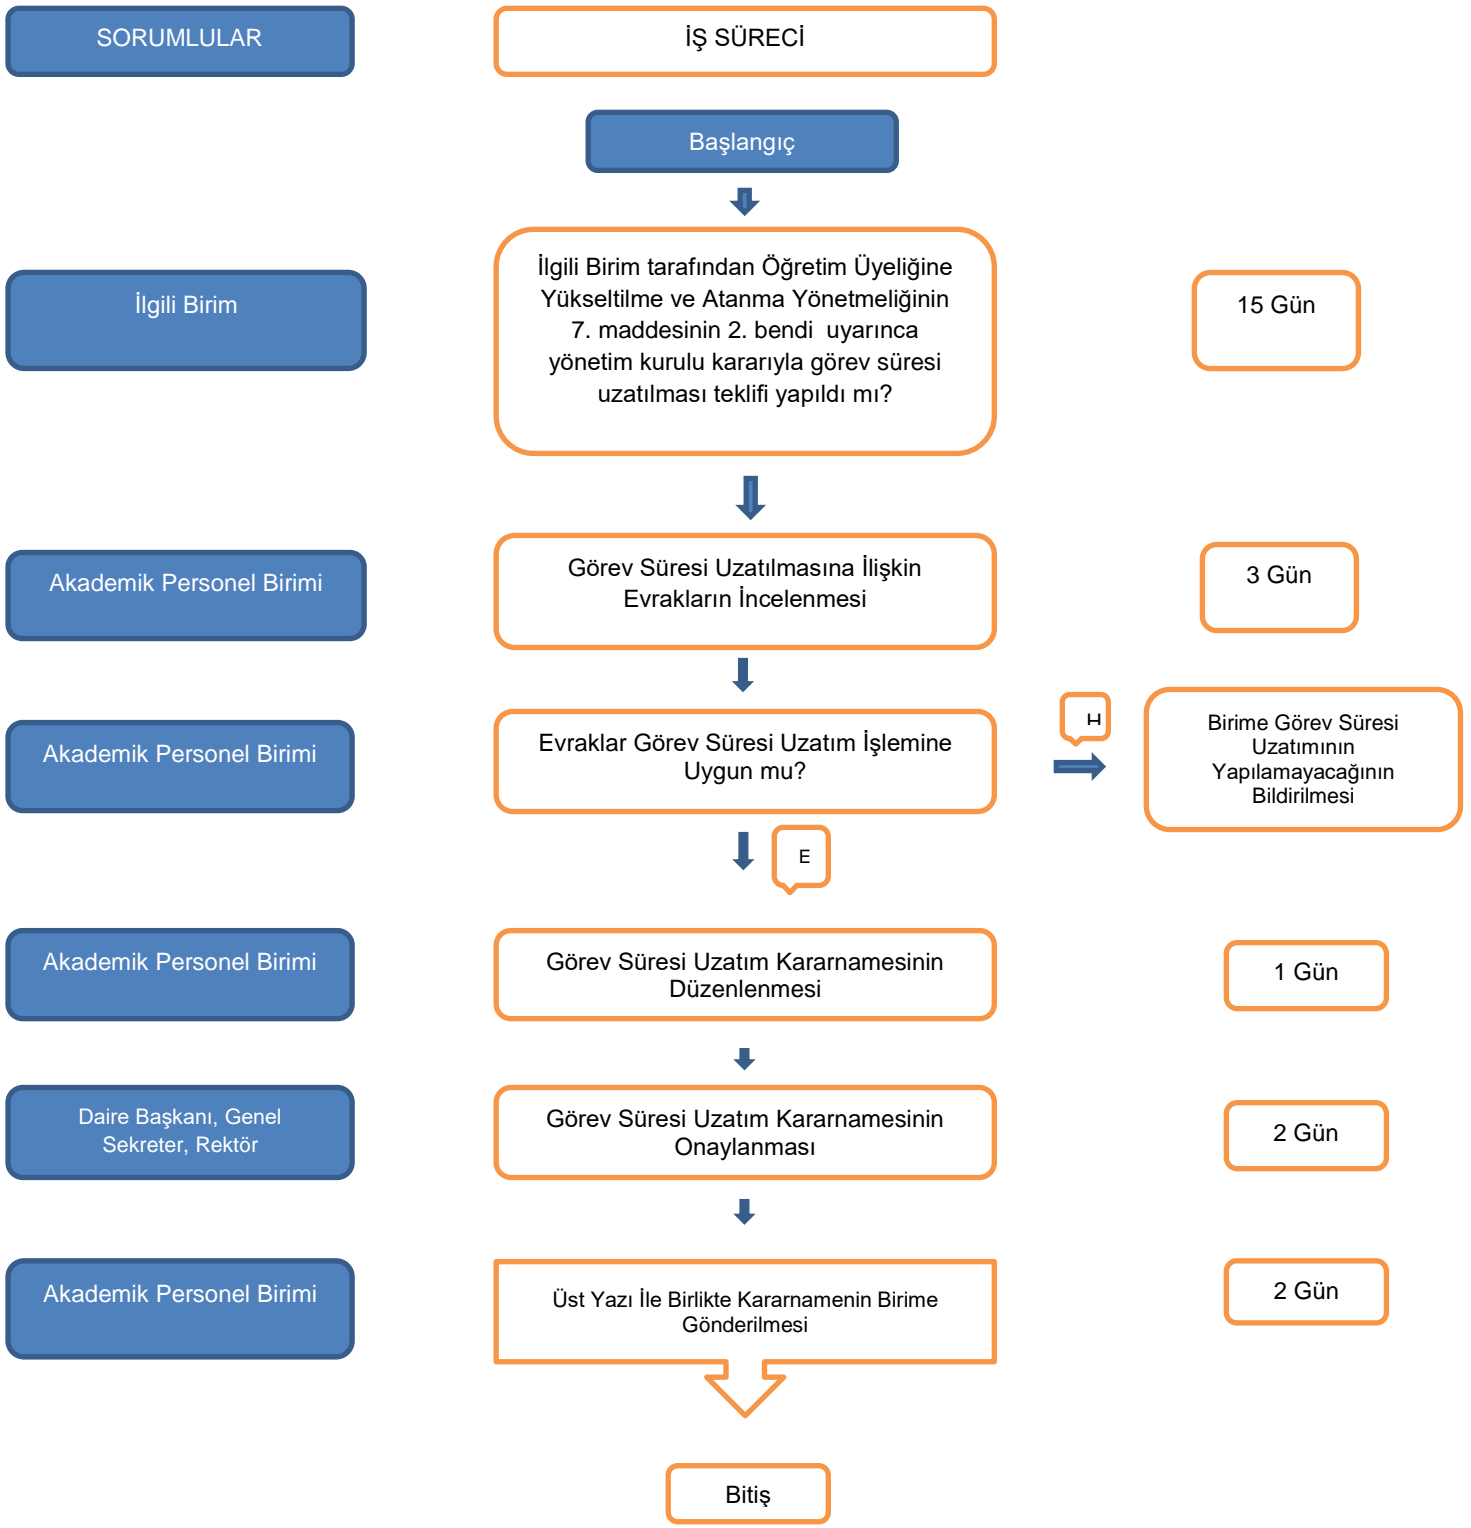 SORUMLULAR
İŞ SÜRECİ
Başlangıç
İlgili Birim
İlgili Birim tarafından Öğretim Üyeliğine
Yükseltilme ve Atanma Yönetmeliğinin
7. maddesinin 2. bendi uyarınca
yönetim kurulu kararıyla görev süresi
uzatılması teklifi yapıldı mı?
15 Gün
Akademik Personel Birimi
Görev Süresi Uzatılmasına İlişkin
Evrakların İncelenmesi
3 Gün
Akademik Personel Birimi
Evraklar Görev Süresi Uzatım İşlemine
Uygun mu?
H
Birime Görev Süresi
Uzatımının
Yapılamayacağının
Bildirilmesi
E
Akademik Personel Birimi
Görev Süresi Uzatım Kararnamesinin
Düzenlenmesi
1 Gün
Daire Başkanı, Genel
Sekreter, Rektör
Görev Süresi Uzatım Kararnamesinin
Onaylanması
2 Gün
Akademik Personel Birimi
Üst Yazı İle Birlikte Kararnamenin Birime
Gönderilmesi
2 Gün
Bitiş